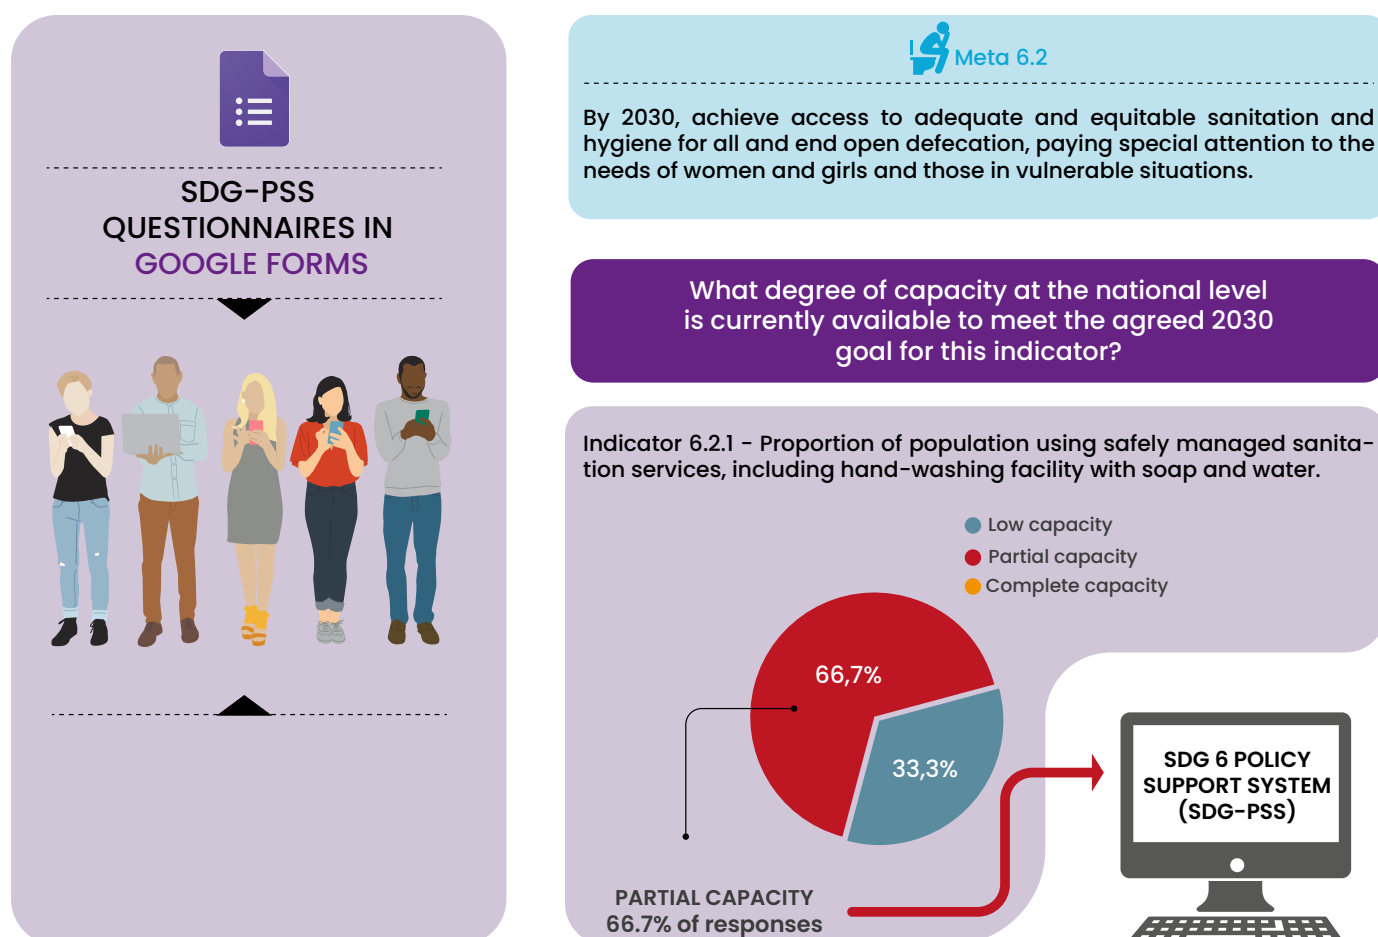 SDG-PSS
QUESTIONNAIRES IN
GOOGLE FORMS
Meta 6.2
By 2030, achieve access to adequate and equitable sanitation and
hygiene for all and end open defecation, paying special attention to the
needs of women and girls and those in vulnerable situations.
What degree of capacity at the national level
is currently available to meet the agreed 2030
goal for this indicator?
Indicator 6.2.1 - Proportion of population using safely managed sanita-
tion services, including hand-washing facility with soap and water.
Low capacity
Partial capacity
Complete capacity
66,7%
33,3%
PARTIAL CAPACITY
66.7% of responses
SDG 6 POLICY
SUPPORT SYSTEM
(SDG-PSS)